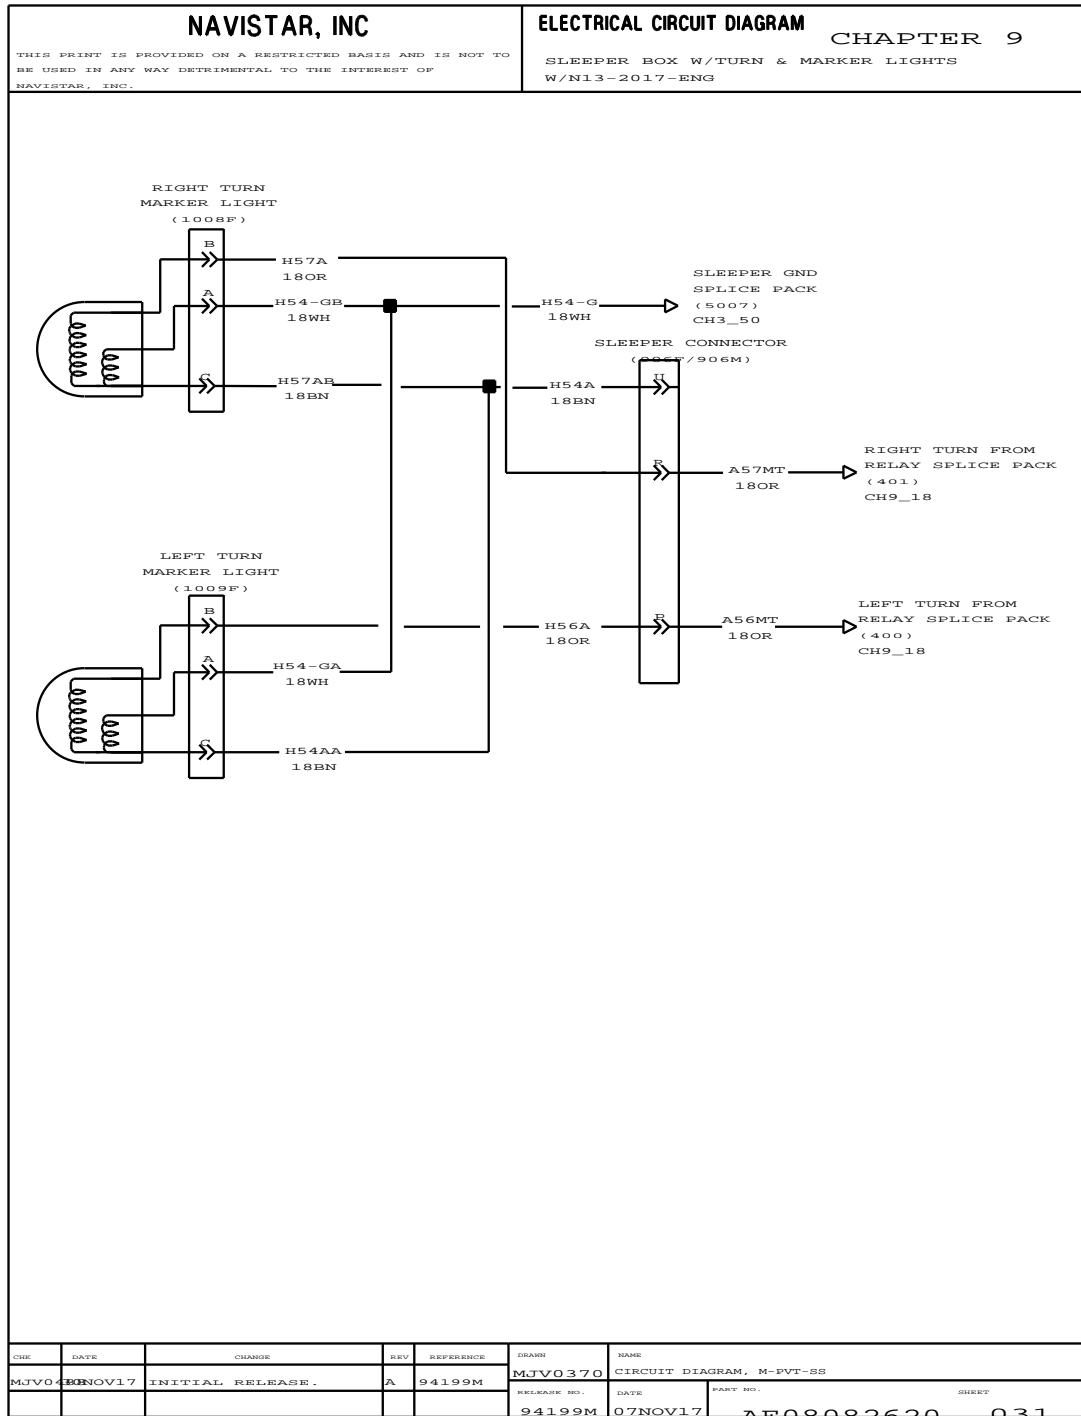 NAVISTAR, INC
THIS PRINT IS PROVIDED ON A RESTRICTED BASIS AND IS NOT TO
BE USED IN ANY WAY DETRIMENTAL TO THE INTEREST OF
NAVISTAR, INC.
ELECTRICAL CIRCUIT DIAGRAM
CHAPTER 9
SLEEPER BOX W/TURN & MARKER LIGHTS
W/N13-2017-ENG
RIGHT TURN
MARKER LIGHT
(1008F)
B
H57A
18OR
A
H54-GB
18WH
H54-G
18WH
SLEEPER GND
SPLICE PACK
(5007)
CH3_50
C
H57AB
18BN
H54A
18BN
SLEEPER CONNECTOR
(906F/906M)
U
R
A57MT
18OR
RIGHT TURN FROM
RELAY SPLICE PACK
(401)
CH9_18
LEFT TURN
MARKER LIGHT
(1009F)
B
H56A
18OR
P
A56MT
18OR
LEFT TURN FROM
RELAY SPLICE PACK
(400)
CH9_18
A
H54-GA
18WH
C
H54AA
18BN
CHK DATE CHANGE REV REFERENCE
INITIAL RELEASE. A 94199M
DRAWN
MJV0370
NAME
CIRCUIT DIAGRAM, M-PVT-SS
RELEASE NO.
94199M
DATE
07NOV17
PART NO.
SHEET
031